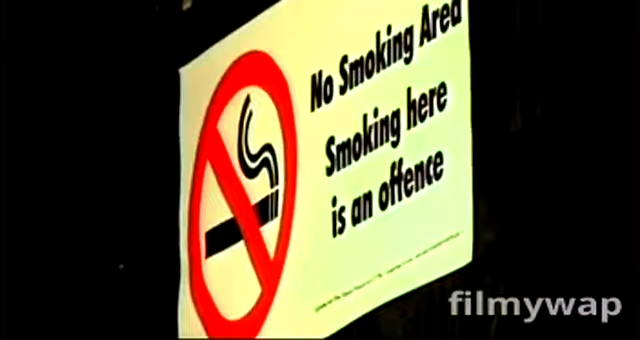 No Smoking Area
Smoking here
is an offence
filmywap